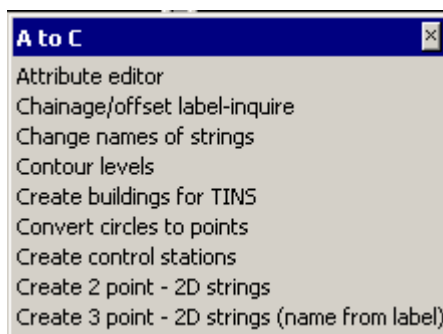 A to C
Attribute editor
Chainage/offset label-inquire
Change names of strings
Contour levels
Create buildings for TINS
Convert circles to points
Create control stations
Create 2 point - 2D strings
Create 3 point - 2D strings (name from label)